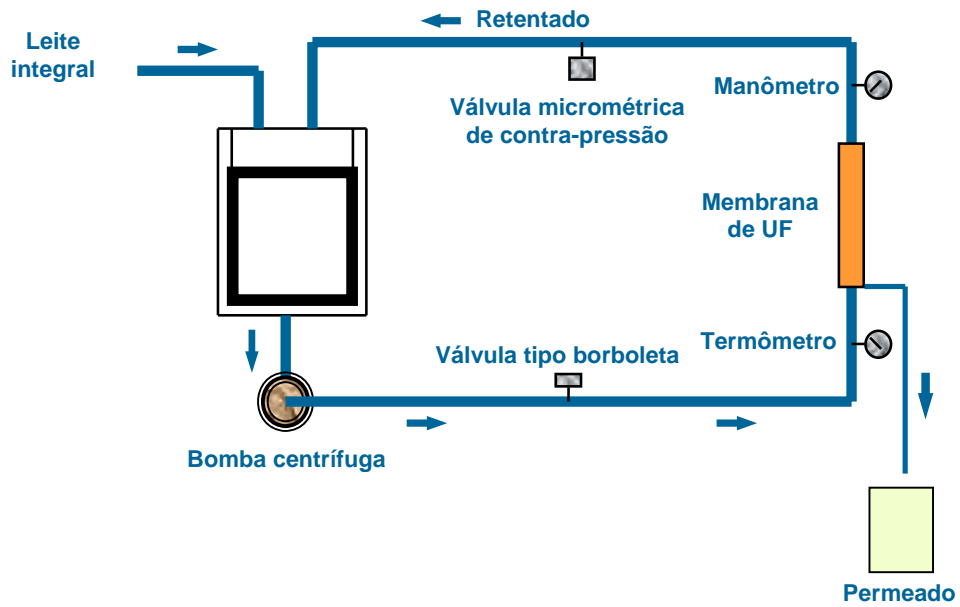 Retentado
Leite
integral
Manômetro
Válvula micrométrica
de contra-pressão
Membrana
de UF
Termômetro
Válvula tipo borboleta
Bomba centrífuga
Permeado